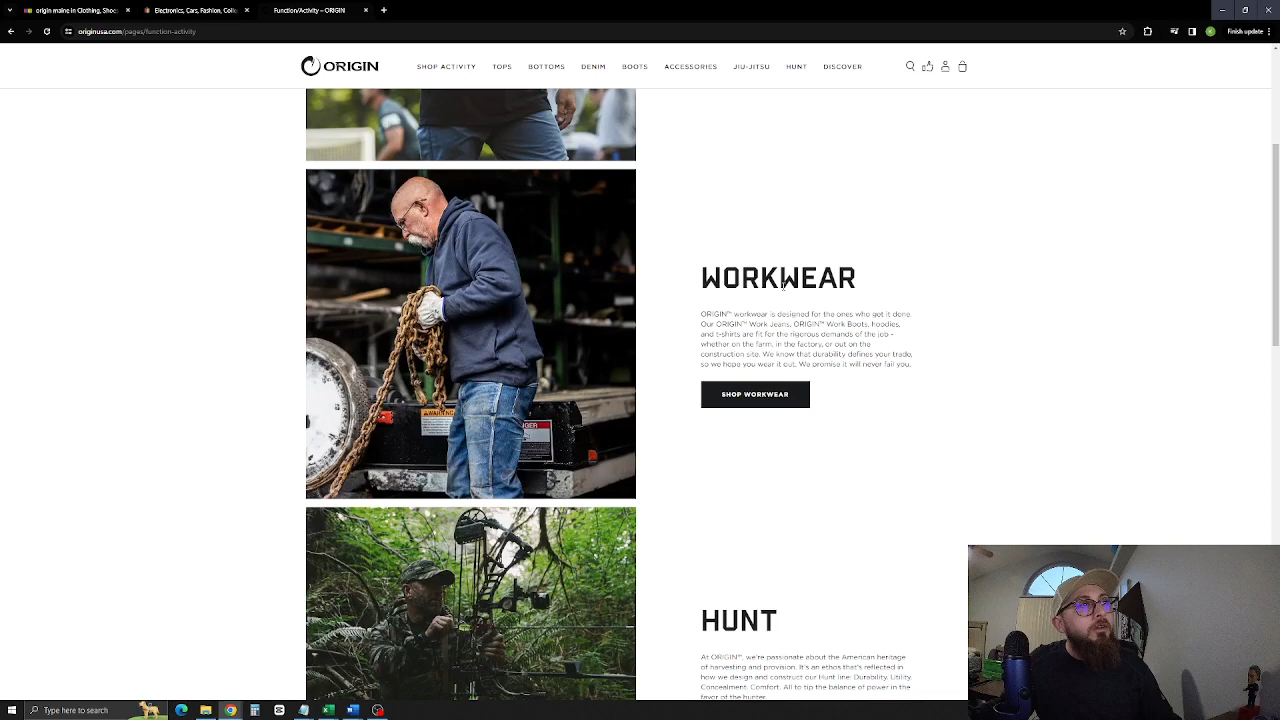 origin maine in Clothing, Shoe
Electronics, Cars, Fashion, Colle
Function/Activity – ORIGIN
originusa.com/pages/function-activity
K
Finish update
ORIGIN
SHOP ACTIVITY
TOPS
BOTTOMS
DENIM
BOOTS
ACCESSORIES
JIU-JITSU
HUNT
DISCOVER
WORKWEAR
ORIGIN™ workwear is designed for the ones who get it done.
Our ORIGIN™ Work Jeans, ORIGIN™ Work Boots, hoodies,
and t-shirts are fit for the rigorous demands of the job -
whether on the farm, in the factory, or out on the
construction site. We know that durability defines your trade,
so we hope you wear it out. We promise it will never fail you.
SHOP WORKWEAR
WARNING
DANGER
HUNT
At ORIGIN™, we're passionate about the American heritage
of harvesting and provision. It's an ethos that's reflected in
how we design and construct our Hunt line: Durability. Utility.
Concealment. Comfort. All to tip the balance of power in the
favor of the hunter.
Type here to search